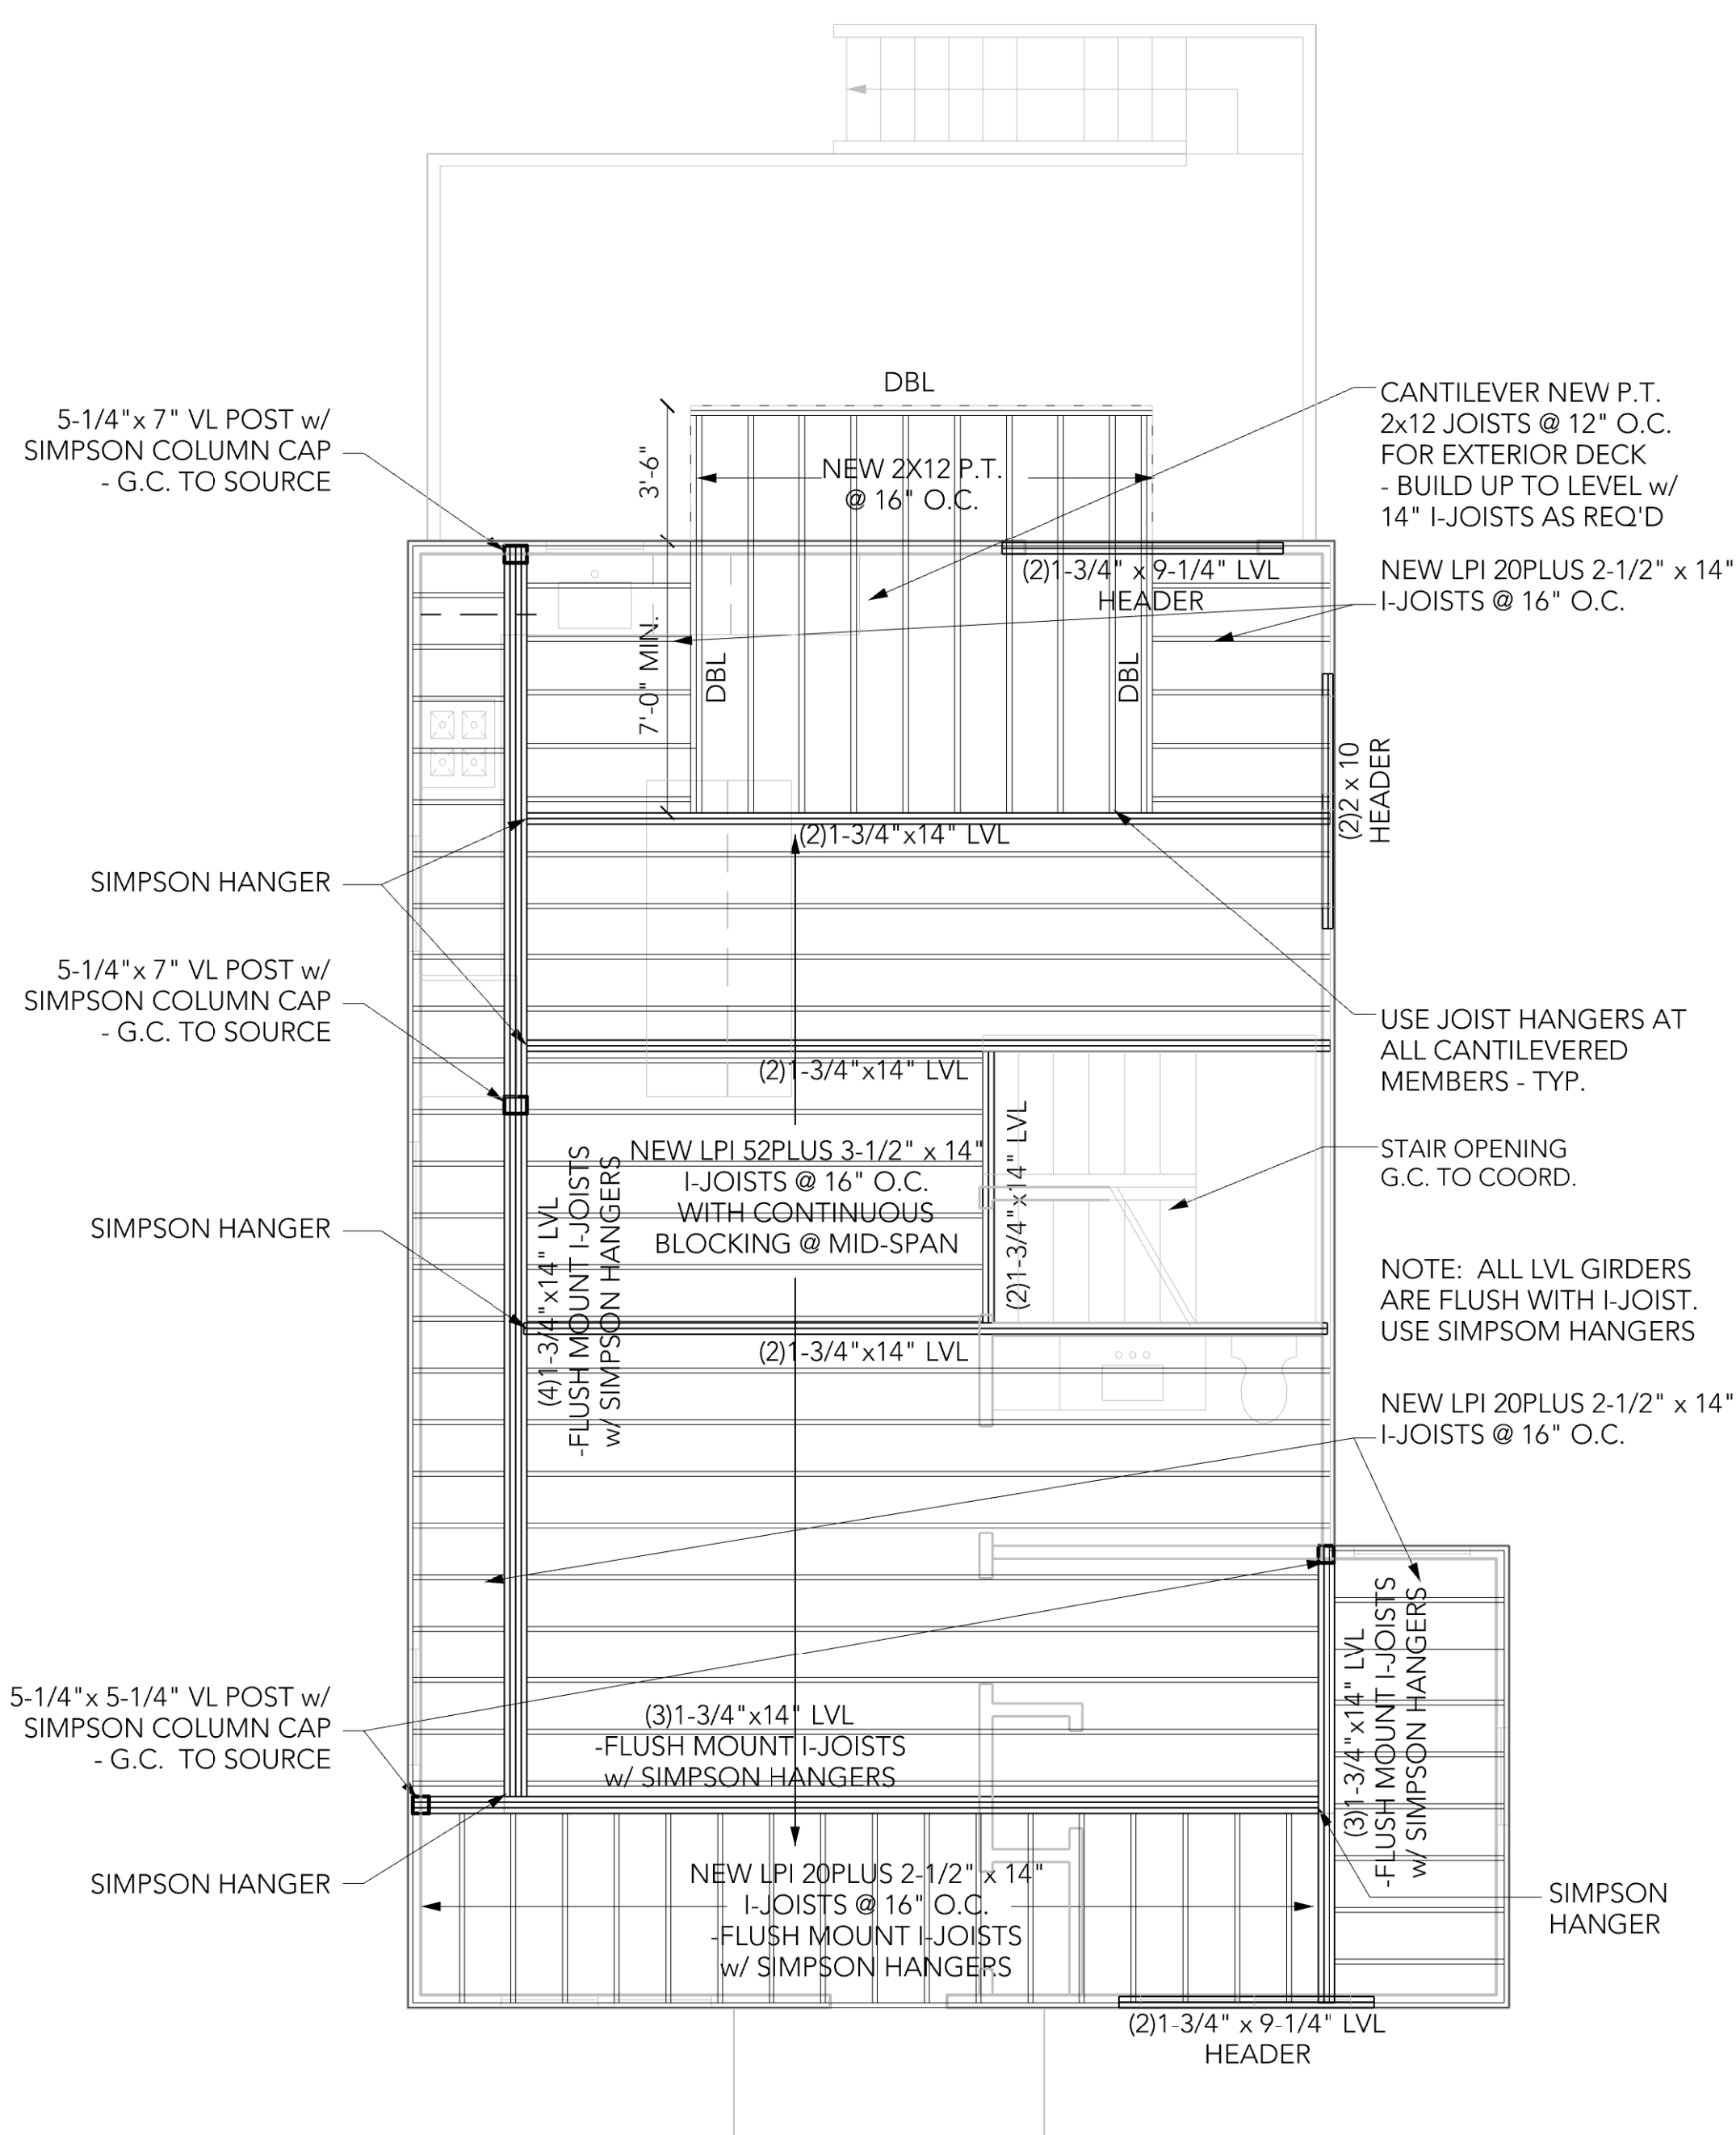 DBL
5-1/4"x 7" VL POST w/
SIMPSON COLUMN CAP
- G.C. TO SOURCE
3'-6"
NEW 2X12 P.T.
@ 16" O.C.
CANTILEVER NEW P.T.
2x12 JOISTS @ 12" O.C.
FOR EXTERIOR DECK
- BUILD UP TO LEVEL w/
14" I-JOISTS AS REQ'D
(2)1-3/4" x 9-1/4" LVL
HEADER
NEW LPI 20PLUS 2-1/2" x 14"
I-JOISTS @ 16" O.C.
7'-0" MIN.
DBL
DBL
(2)2 x 10
HEADER
(2)1-3/4"x14" LVL
SIMPSON HANGER
5-1/4"x 7" VL POST w/
SIMPSON COLUMN CAP
- G.C. TO SOURCE
USE JOIST HANGERS AT
ALL CANTILEVERED
MEMBERS - TYP.
(2)1-3/4"x14" LVL
(2)1-3/4"x14" LVL
NEW LPI 52PLUS 3-1/2" x 14"
I-JOISTS @ 16" O.C.
WITH CONTINUOUS
BLOCKING @ MID-SPAN
STAIR OPENING
G.C. TO COORD.
SIMPSON HANGER
(4)1-3/4"x14" LVL
-FLUSH MOUNT I-JOISTS
w/ SIMPSON HANGERS
NOTE:  ALL LVL GIRDERS
ARE FLUSH WITH I-JOIST.
USE SIMPSOM HANGERS
(2)1-3/4"x14" LVL
NEW LPI 20PLUS 2-1/2" x 14"
I-JOISTS @ 16" O.C.
5-1/4"x 5-1/4" VL POST w/
SIMPSON COLUMN CAP
- G.C.  TO SOURCE
(3)1-3/4"x14" LVL
-FLUSH MOUNT I-JOISTS
w/ SIMPSON HANGERS
(3)1-3/4"x14" LVL
-FLUSH MOUNT I-JOISTS
w/ SIMPSON HANGERS
SIMPSON HANGER
NEW LPI 20PLUS 2-1/2" x 14"
I-JOISTS @ 16" O.C.
-FLUSH MOUNT I-JOISTS
w/ SIMPSON HANGERS
SIMPSON
HANGER
(2)1-3/4" x 9-1/4" LVL
HEADER